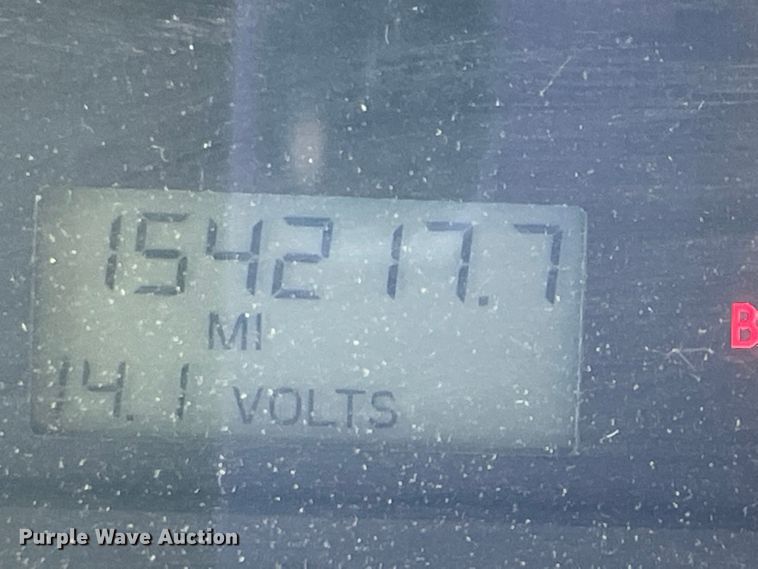 154217.7
MI
14.1 VOLTS
B
Purple Wave Auction